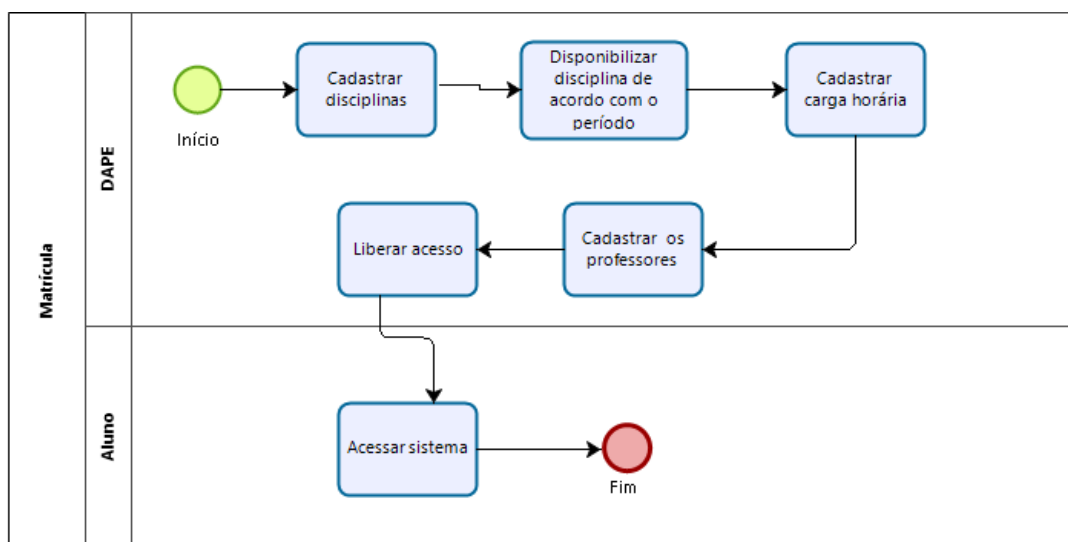 Matrícula
DAPE
Início
Cadastrar
disciplinas
Disponibilizar
disciplina de
acordo com o
período
Cadastrar
carga horária
Cadastrar os
professores
Liberar acesso
Aluno
Acessar sistema
Fim